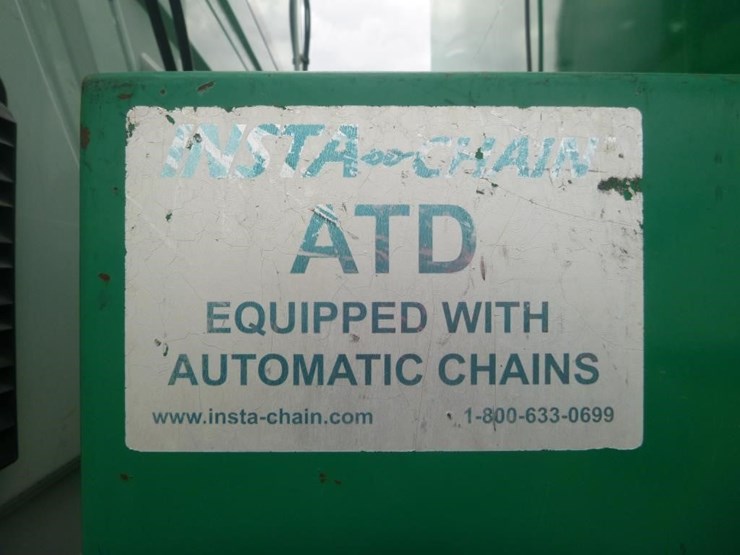 INSTA CHAIN
ATD
EQUIPPED WITH
AUTOMATIC CHAINS
www.insta-chain.com 1-800-633-0699